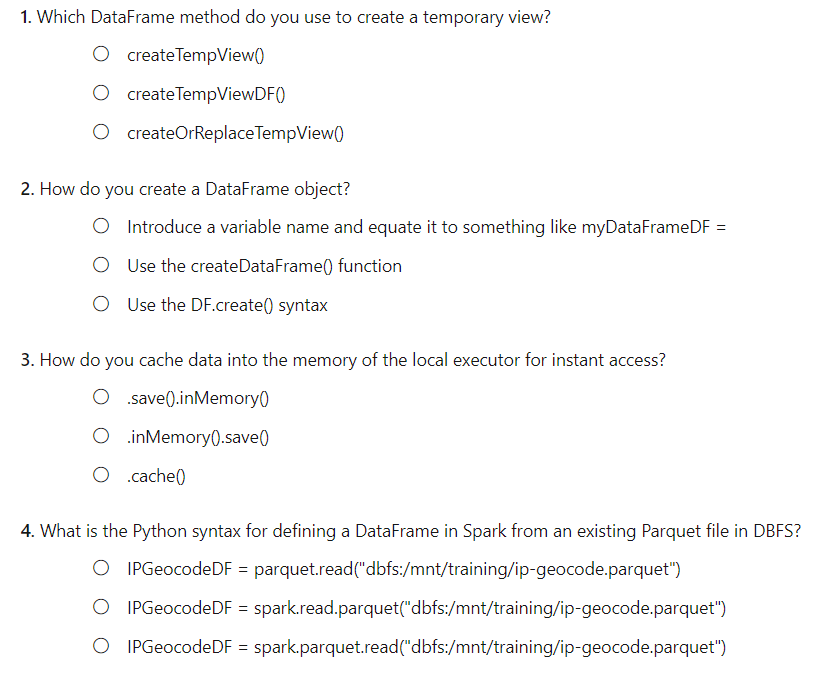 1. Which DataFrame method do you use to create a temporary view?
createTempView()
createTempViewDF()
createOrReplaceTempView()
2. How do you create a DataFrame object?
Introduce a variable name and equate it to something like myDataFrameDF =
Use the createDataFrame() function
Use the DF.create() syntax
3. How do you cache data into the memory of the local executor for instant access?
.save().inMemory()
.inMemory().save()
.cache()
4. What is the Python syntax for defining a DataFrame in Spark from an existing Parquet file in DBFS?
IPGeocodeDF = parquet.read("dbfs:/mnt/training/ip-geocode.parquet")
IPGeocodeDF = spark.read.parquet("dbfs:/mnt/training/ip-geocode.parquet")
IPGeocodeDF = spark.parquet.read("dbfs:/mnt/training/ip-geocode.parquet")